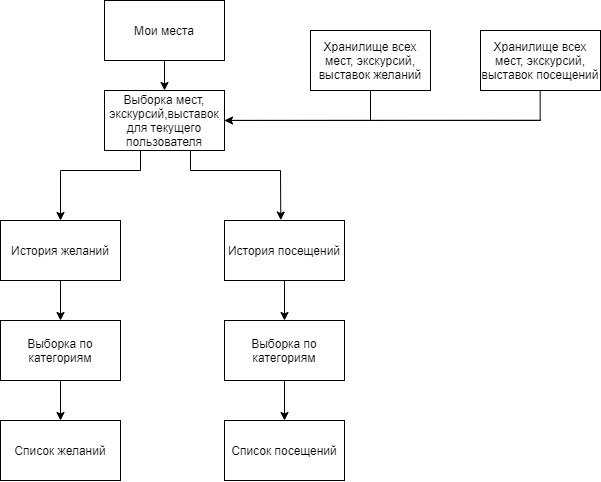 Мои места
Хранилище всех
мест, экскурсий,
выставок желаний
Хранилище всех
мест, экскурсий,
выставок посещений
Выборка мест,
экскурсий,выставок
для текущего
пользователя
История желаний
История посещений
Выборка по
категориям
Выборка по
категориям
Список желаний
Список посещений